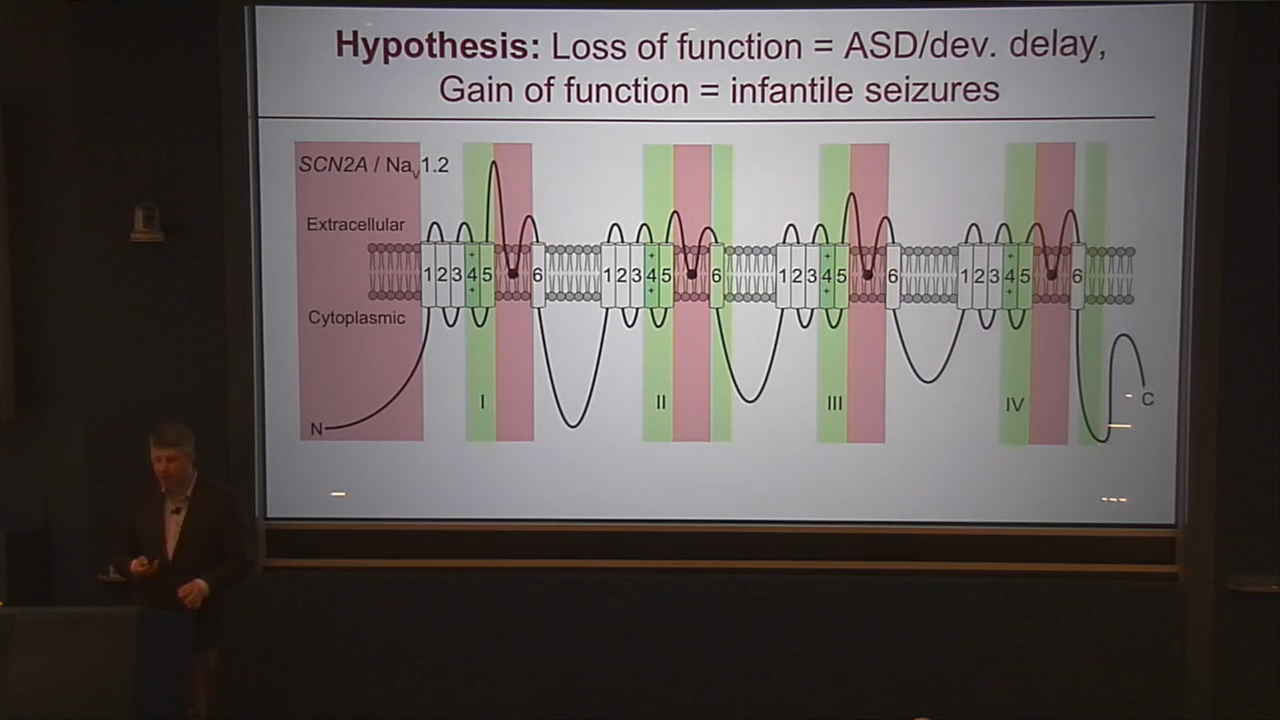 Hypothesis: Loss of function = ASD/dev. delay,
Gain of function = infantile seizures
SCN2A / Nav1.2
Extracellular
1 2 3 4 5 6 1 2 3 4 5 6 1 2 3 4 5 6 1 2 3 4 5 6
+ + + +
+ + + +
Cytoplasmic
I II III IV
N
C